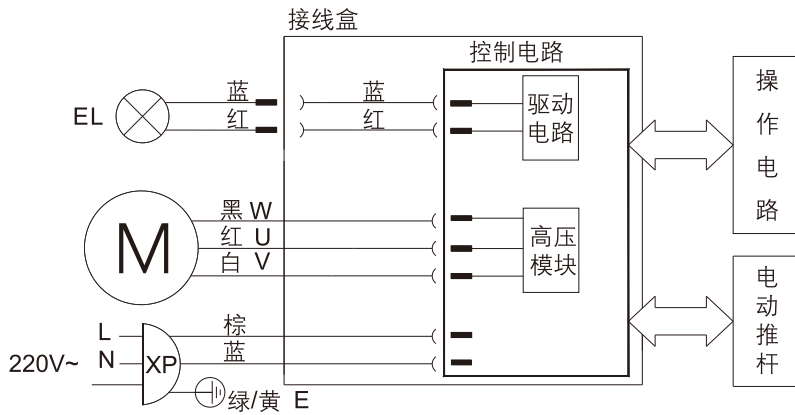 接线盒
控制电路
EL
蓝
红
蓝
红
驱动
电路
操作电路
M
黑 W
红 U
白 V
高压
模块
电动推杆
L
N
220V~
XP
棕
蓝
绿/黄 E